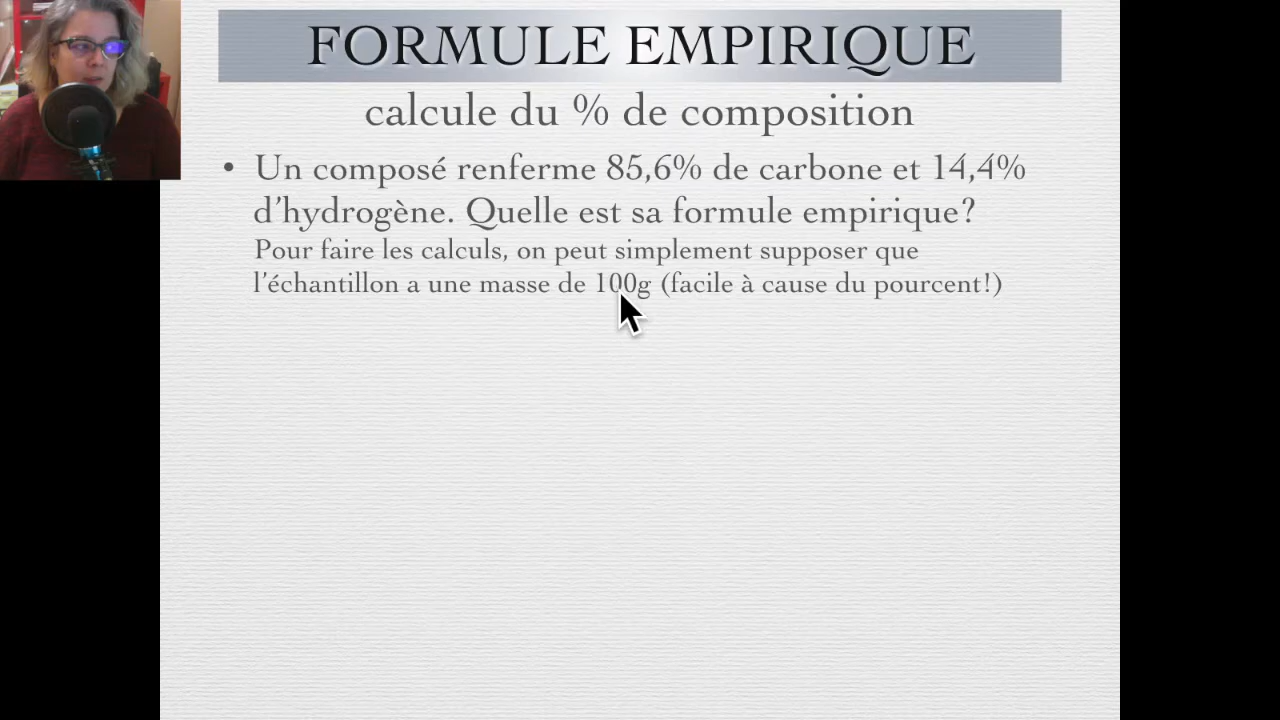 FORMULE EMPIRIQUE
calcule du % de composition
• Un composé renferme 85,6% de carbone et 14,4%
d’hydrogène. Quelle est sa formule empirique?
Pour faire les calculs, on peut simplement supposer que
l’échantillon a une masse de 100g (facile à cause du pourcent!)